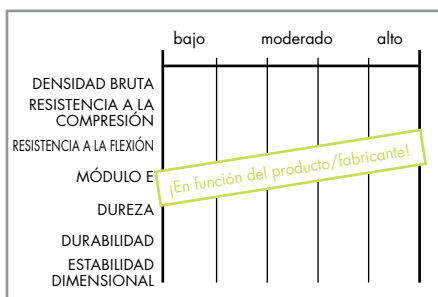 bajo moderado alto
DENSIDAD BRUTA
RESISTENCIA A LA
COMPRESIÓN
RESISTENCIA A LA FLEXIÓN
¡En función del producto/fabricante!
MÓDULO E
DUREZA
DURABILIDAD
ESTABILIDAD
DIMENSIONAL